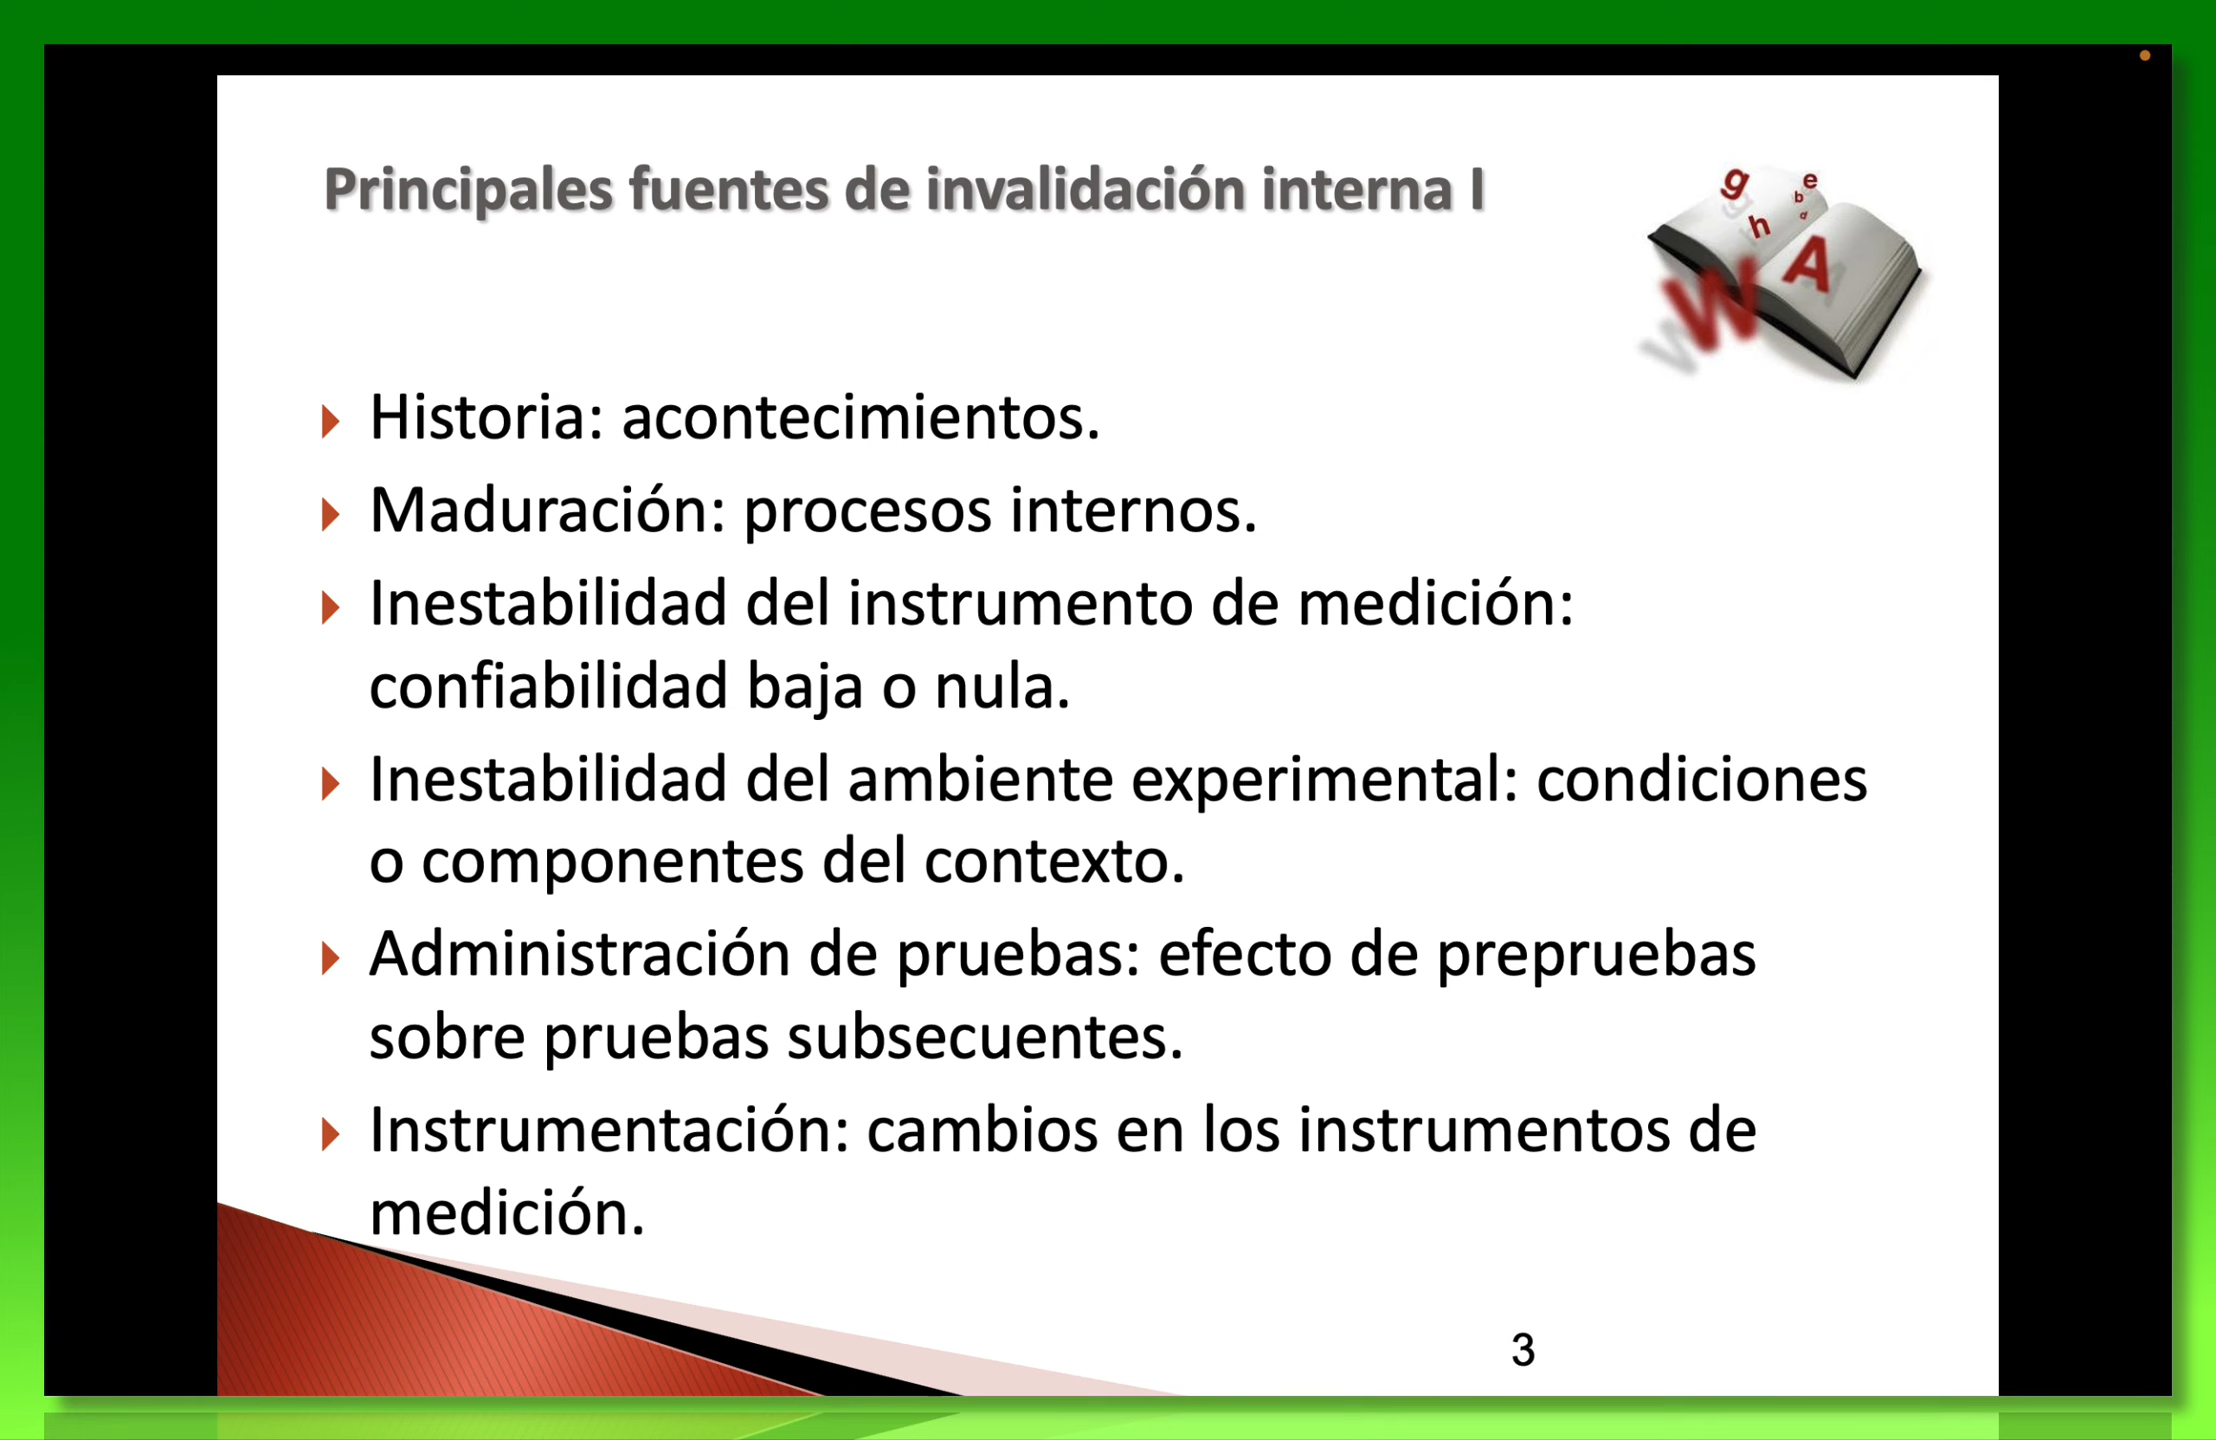 Principales fuentes de invalidación interna I
g
e
b
d
h
A
W
Historia: acontecimientos.
Maduración: procesos internos.
Inestabilidad del instrumento de medición:
confiabilidad baja o nula.
Inestabilidad del ambiente experimental: condiciones
o componentes del contexto.
Administración de pruebas: efecto de prepruebas
sobre pruebas subsecuentes.
Instrumentación: cambios en los instrumentos de
medición.
3